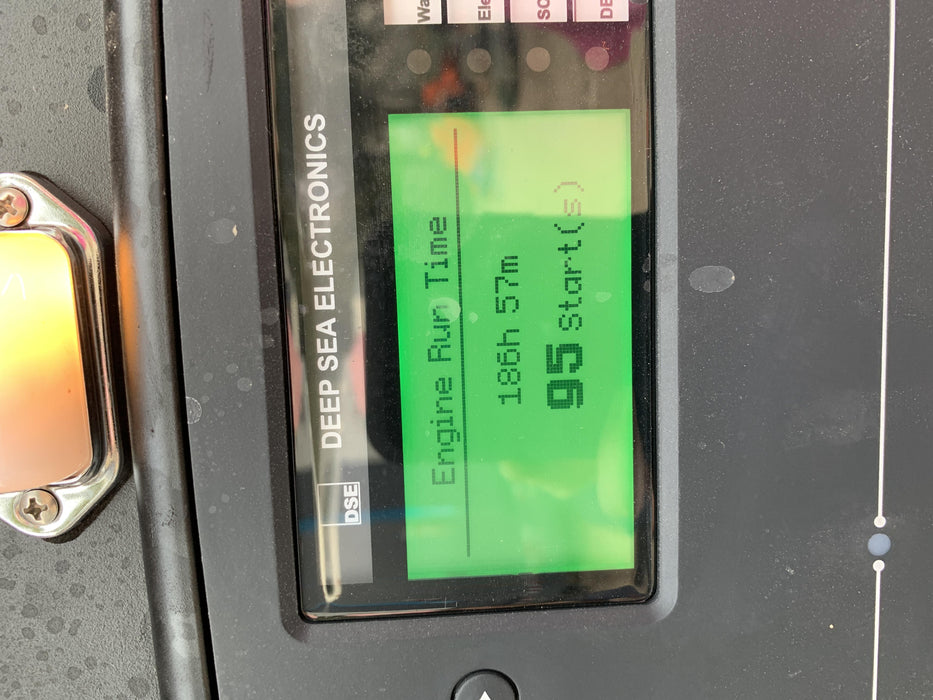 DSE DEEP SEA ELECTRONICS
Engine Run Time
186h 57m
95 Start(s)